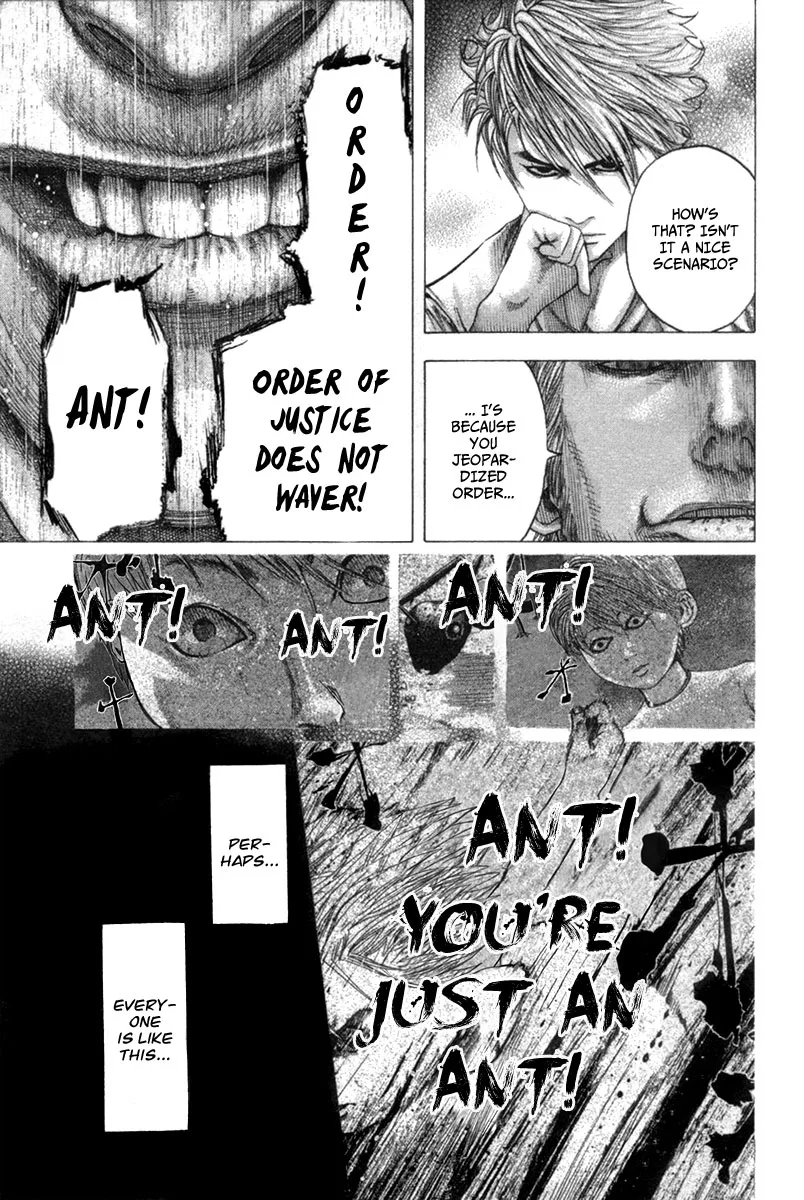 HOW'S
THAT? ISN'T
IT A NICE
SCENARIO?
... I'S
BECAUSE
YOU
JEOPAR-
DIZED
ORDER...
ORDER!
ORDER OF
JUSTICE
DOES NOT
WAVER!
ANT!
ANT!
ANT!
ANT!
ANT!
YOU'RE
JUST AN
ANT!
PER-
HAPS...
EVERY-
ONE
IS LIKE
THIS...